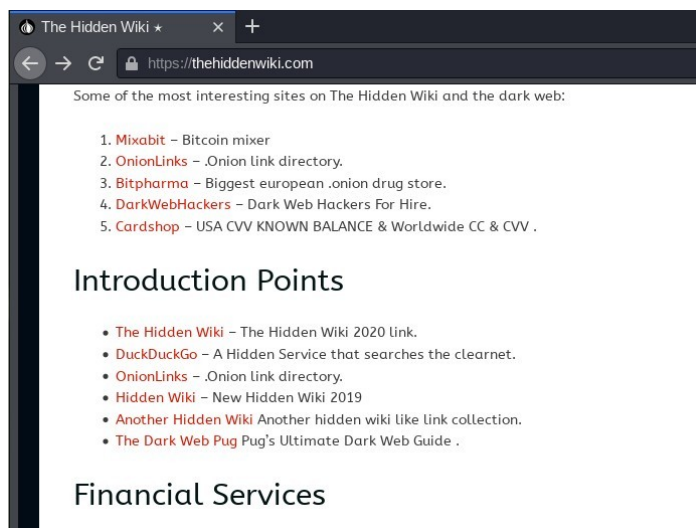 The Hidden Wiki ⋆
https://thehiddenwiki.com
Some of the most interesting sites on The Hidden Wiki and the dark web:
1. Mixabit – Bitcoin mixer
2. OnionLinks – .Onion link directory.
3. Bitpharma – Biggest european .onion drug store.
4. DarkWebHackers – Dark Web Hackers For Hire.
5. Cardshop – USA CVV KNOWN BALANCE & Worldwide CC & CVV .
Introduction Points
• The Hidden Wiki – The Hidden Wiki 2020 link.
• DuckDuckGo – A Hidden Service that searches the clearnet.
• OnionLinks – .Onion link directory.
• Hidden Wiki – New Hidden Wiki 2019
• Another Hidden Wiki Another hidden wiki like link collection.
• The Dark Web Pug Pug's Ultimate Dark Web Guide .
Financial Services